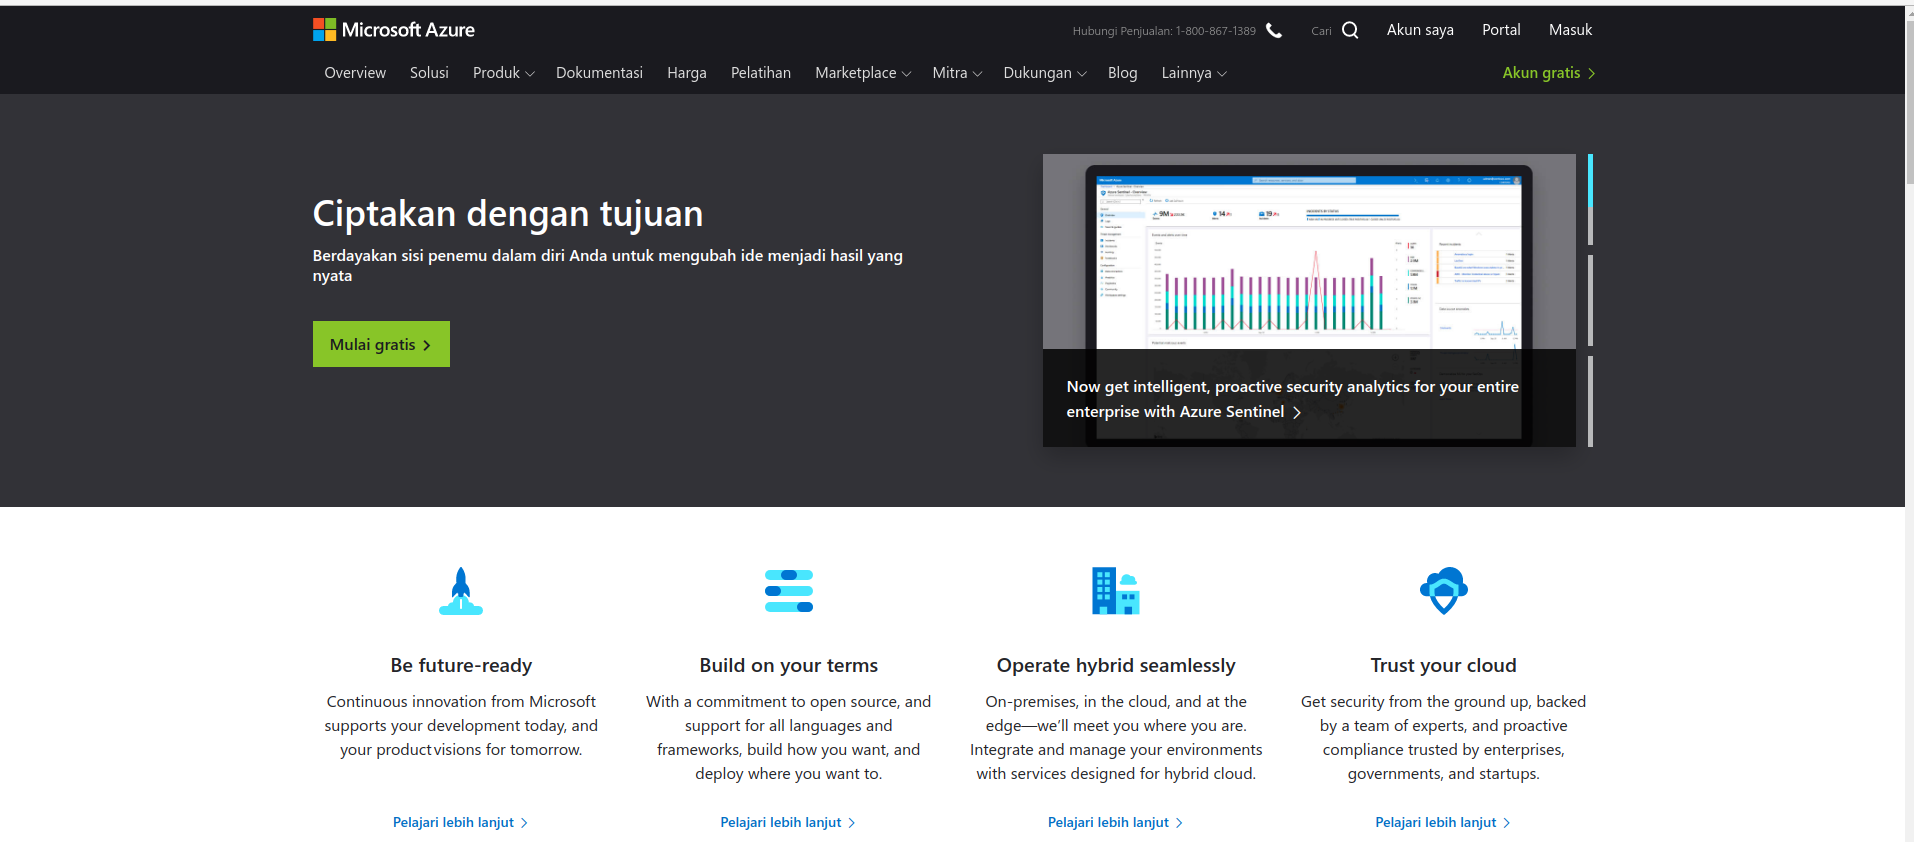 Microsoft Azure
Hubungi Penjualan: 1-800-867-1389
Cari
Akun saya
Portal
Masuk
Overview
Solusi
Produk
Dokumentasi
Harga
Pelatihan
Marketplace
Mitra
Dukungan
Blog
Lainnya
Akun gratis
Ciptakan dengan tujuan
Berdayakan sisi penemu dalam diri Anda untuk mengubah ide menjadi hasil yang
nyata
Mulai gratis
Microsoft Azure
9M
14
19
Now get intelligent, proactive security analytics for your entire
enterprise with Azure Sentinel
Be future-ready
Continuous innovation from Microsoft
supports your development today, and
your product visions for tomorrow.
Pelajari lebih lanjut
Build on your terms
With a commitment to open source, and
support for all languages and
frameworks, build how you want, and
deploy where you want to.
Pelajari lebih lanjut
Operate hybrid seamlessly
On-premises, in the cloud, and at the
edge—we’ll meet you where you are.
Integrate and manage your environments
with services designed for hybrid cloud.
Pelajari lebih lanjut
Trust your cloud
Get security from the ground up, backed
by a team of experts, and proactive
compliance trusted by enterprises,
governments, and startups.
Pelajari lebih lanjut